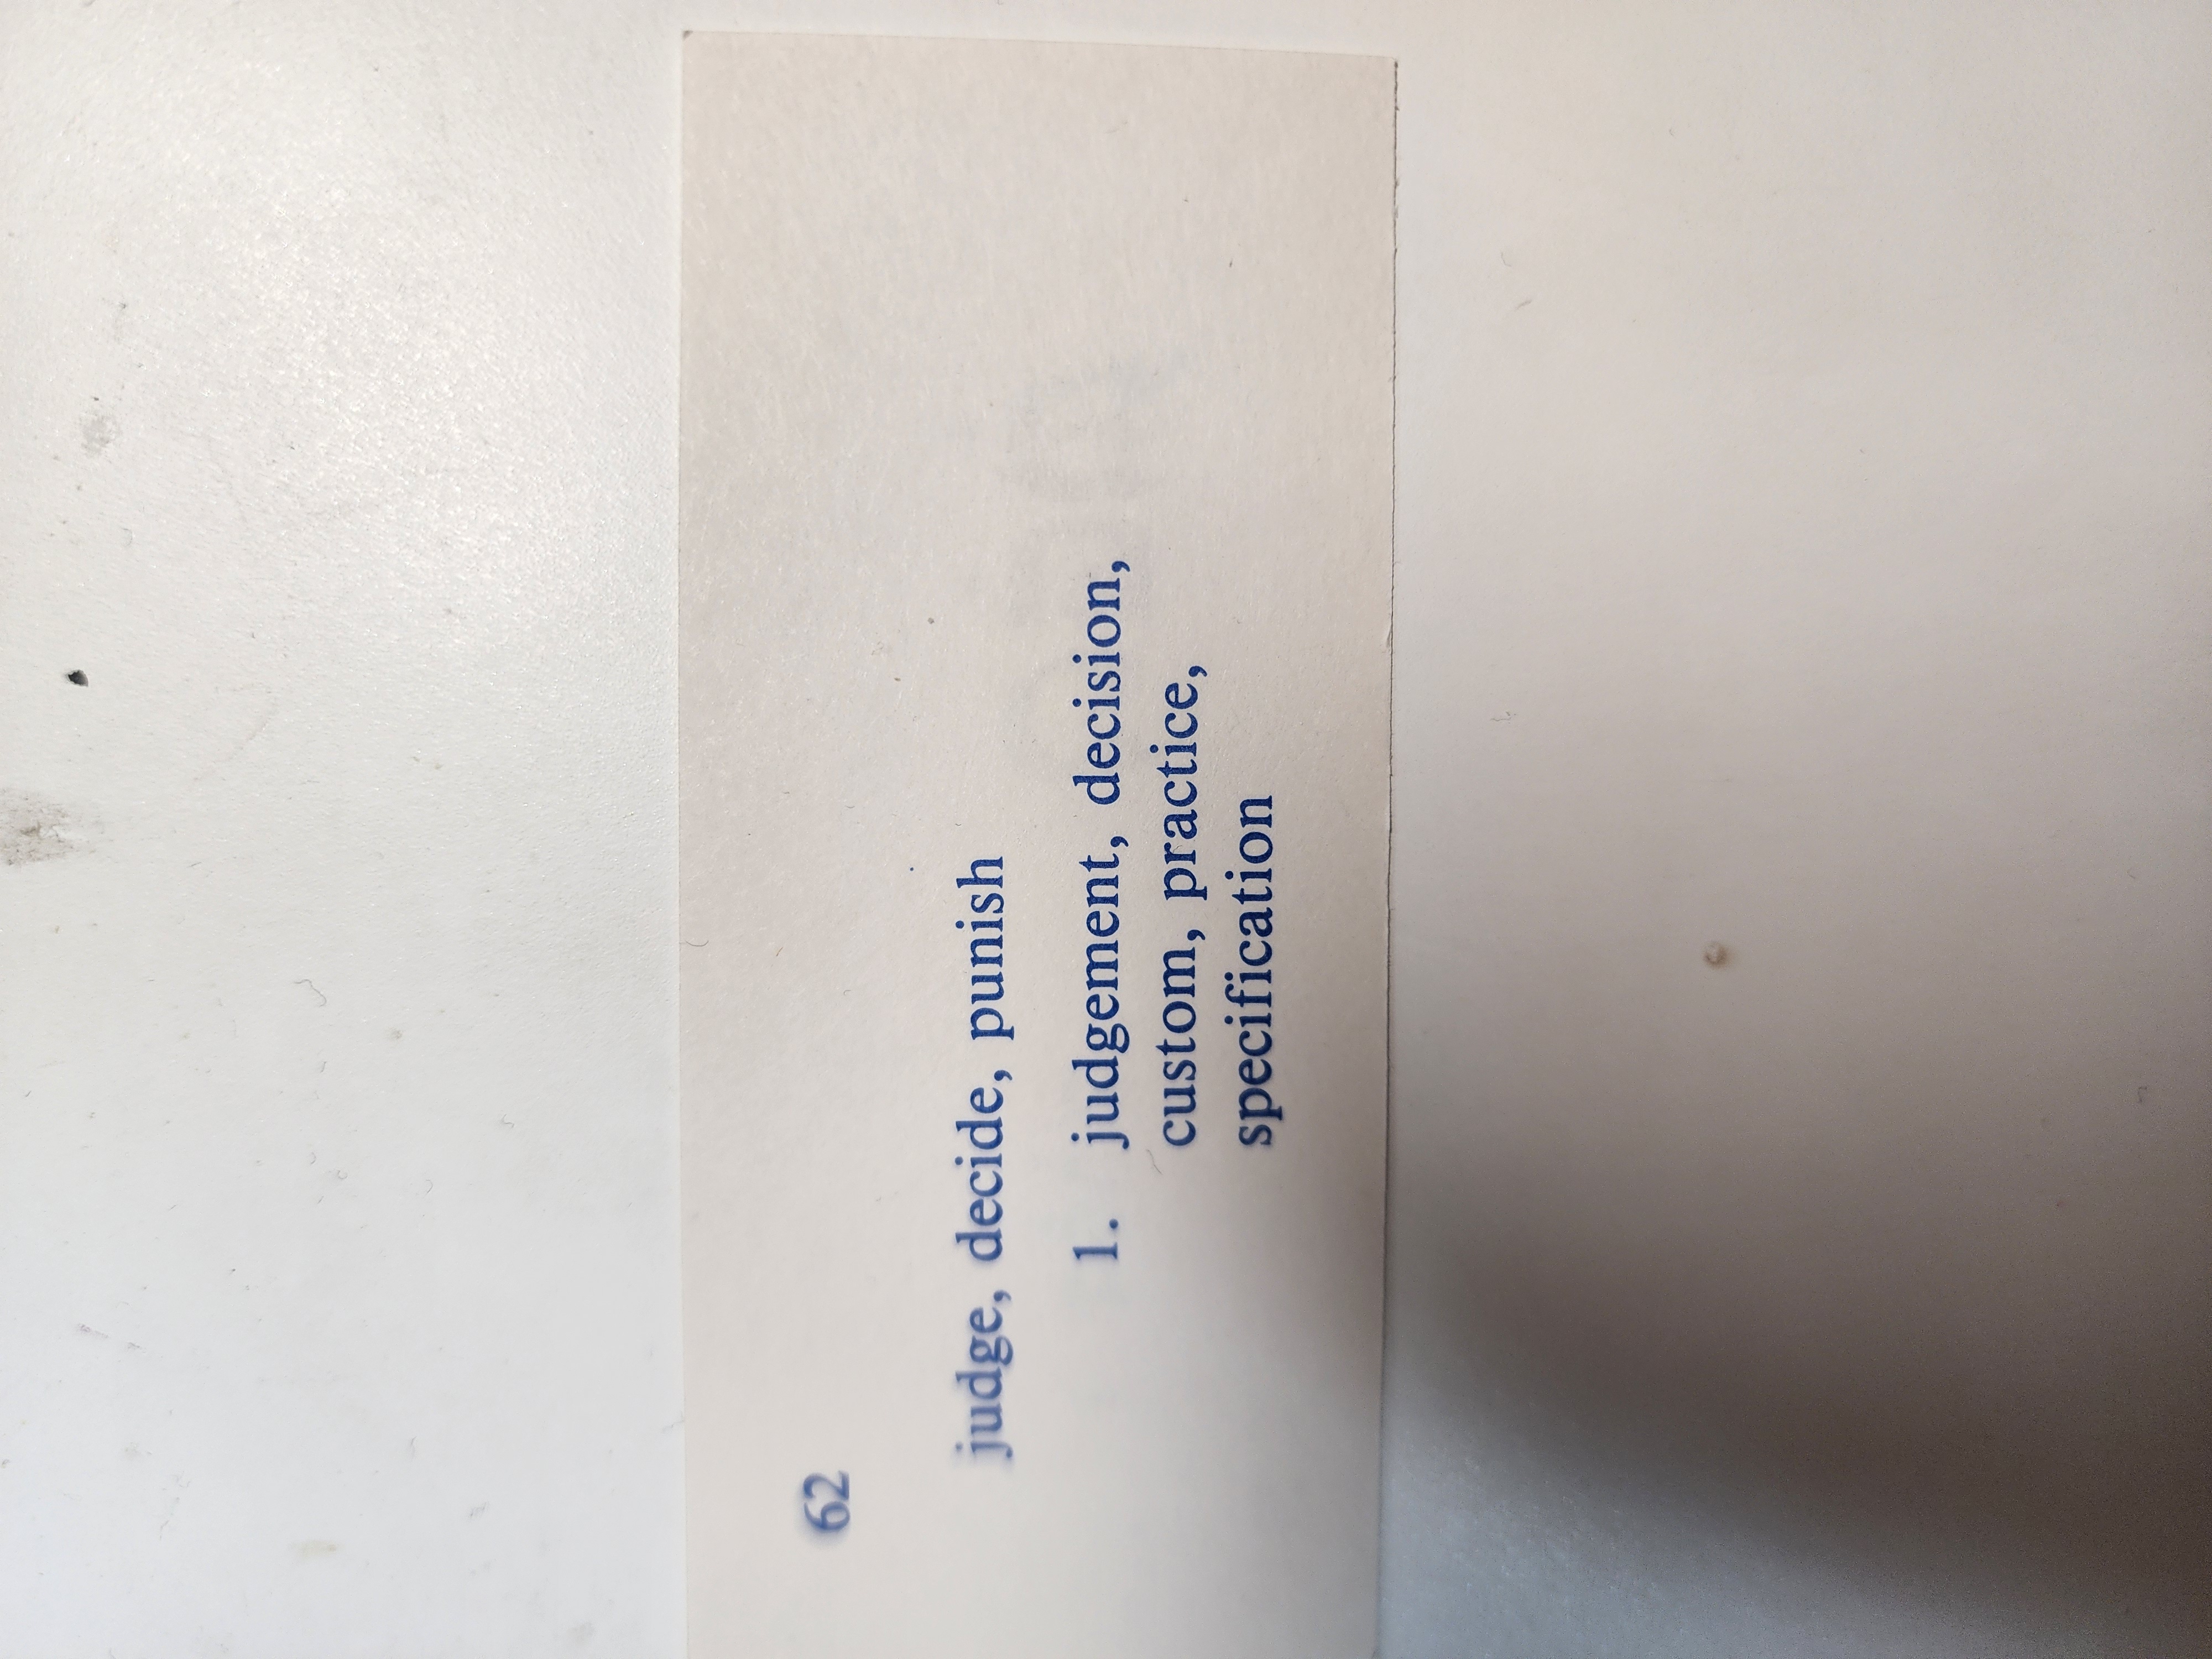 62
judge, decide, punish
1. judgement, decision,
custom, practice,
specification